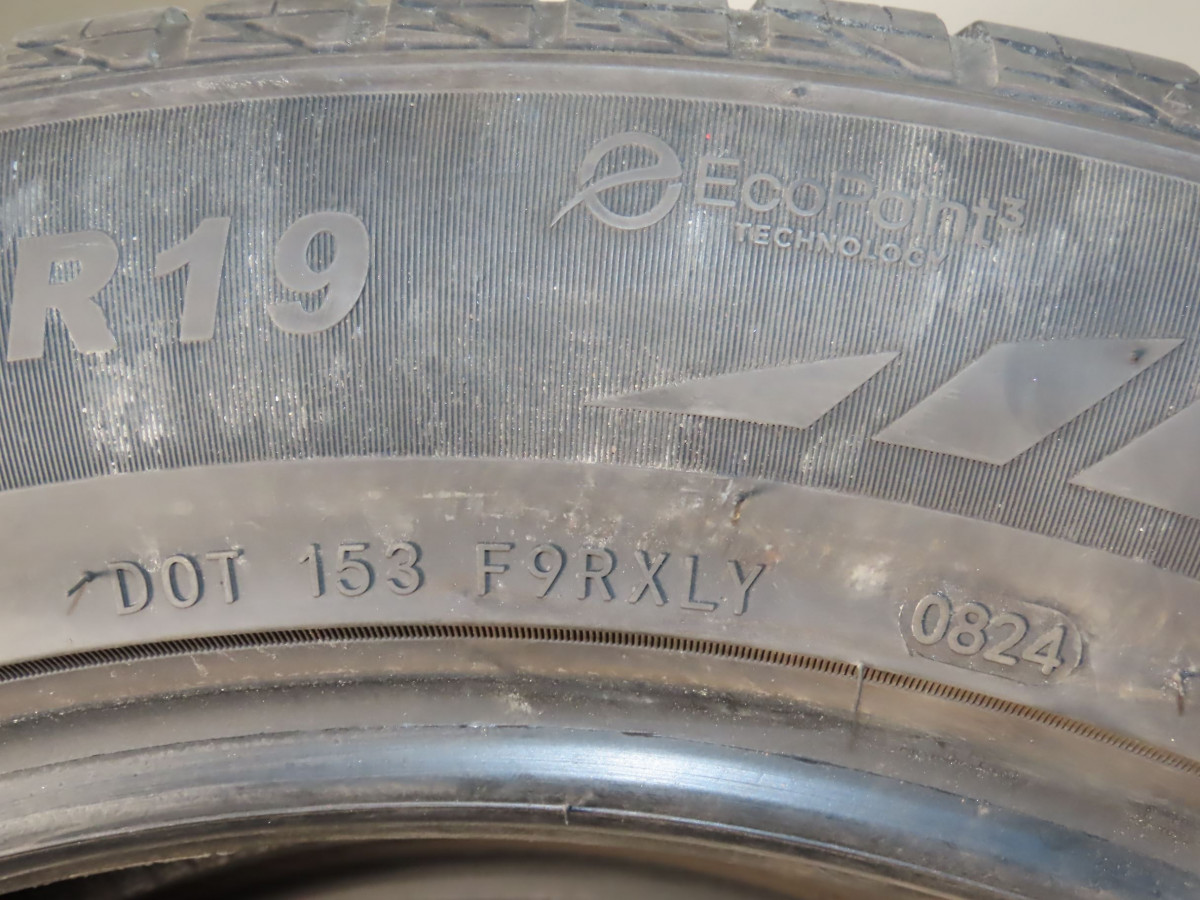 R19
EcoPoint³
TECHNOLOGY
DOT 153 F9RXLY 0824